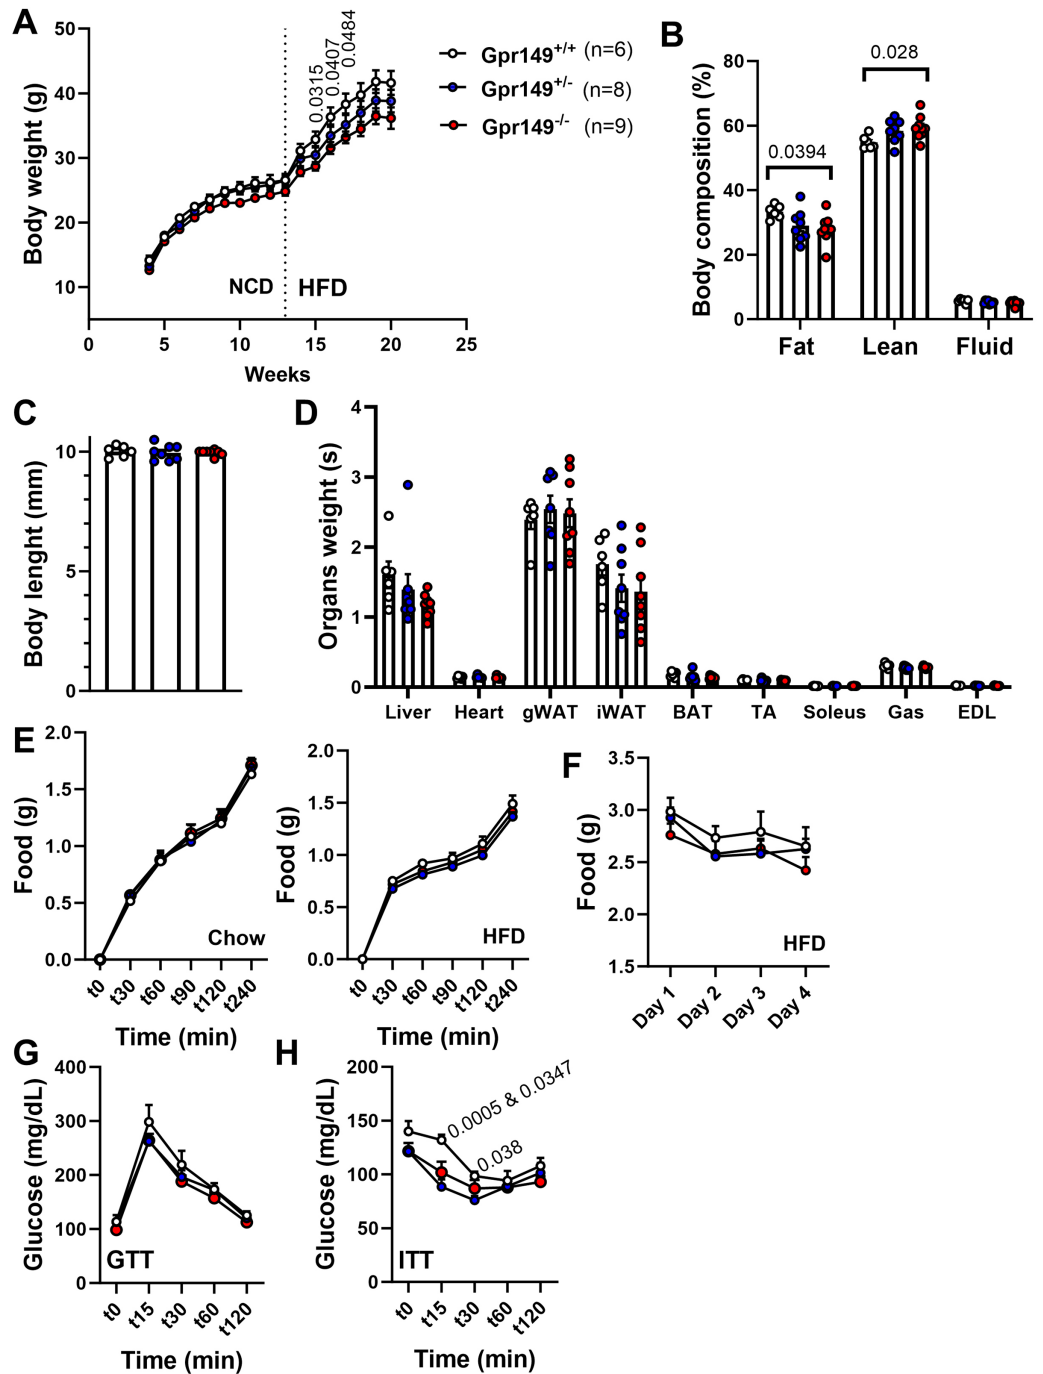 A
Body weight (g)
50
40
30
20
10
0
5
10
15
20
25
Weeks
NCD
HFD
0.0315
0.0407
0.0484
Gpr149+/+ (n=6)
Gpr149+/- (n=8)
Gpr149-/- (n=9)
B
Body composition (%)
80
60
40
20
0
0.0394
0.028
Fat
Lean
Fluid
C
Body lenght (mm)
10
5
0
D
Organs weight (s)
4
3
2
1
0
Liver
Heart
gWAT
iWAT
BAT
TA
Soleus
Gas
EDL
E
Food (g)
2.0
1.5
1.0
0.5
0.0
Chow
t0
t30
t60
t90
t120
t240
Time (min)
Food (g)
2.0
1.5
1.0
0.5
0.0
HFD
t0
t30
t60
t90
t120
t240
Time (min)
F
Food (g)
3.5
3.0
2.5
2.0
1.5
HFD
Day 1
Day 2
Day 3
Day 4
G
Glucose (mg/dL)
400
300
200
100
0
GTT
t0
t15
t30
t60
t120
Time (min)
H
Glucose (mg/dL)
200
150
100
50
0
0.0005 & 0.0347
0.038
ITT
t0
t15
t30
t60
t120
Time (min)